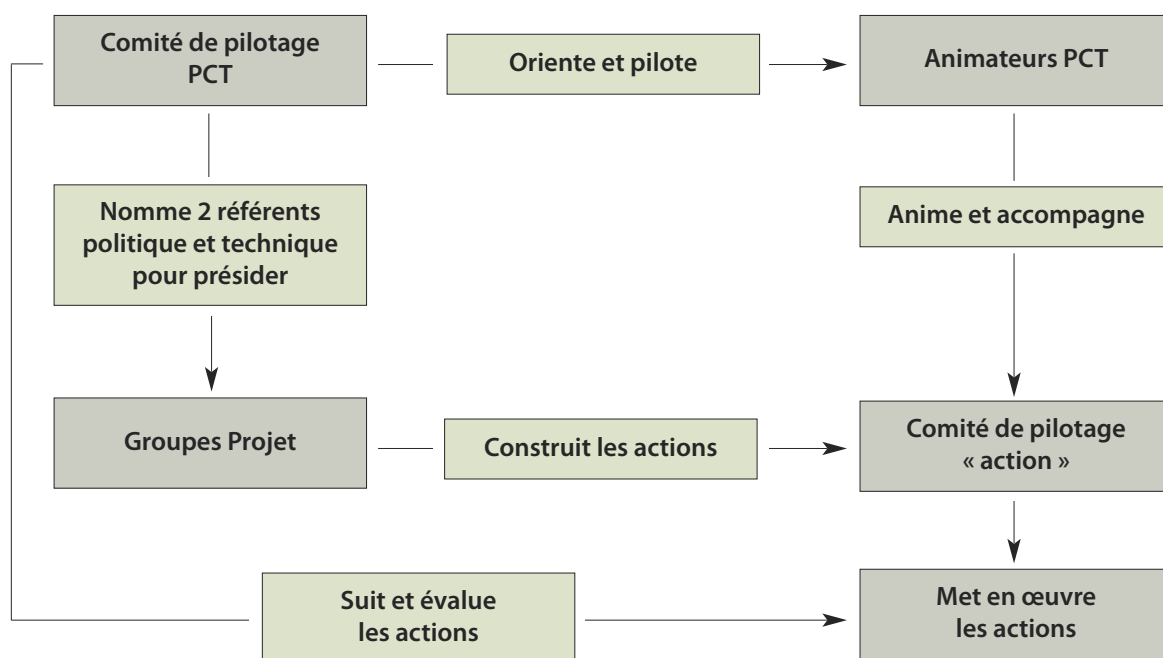 Comité de pilotage
PCT
Oriente et pilote
Animateurs PCT
Nomme 2 référents
politique et technique
pour présider
Anime et accompagne
Groupes Projet
Construit les actions
Comité de pilotage
« action »
Suit et évalue
les actions
Met en œuvre
les actions